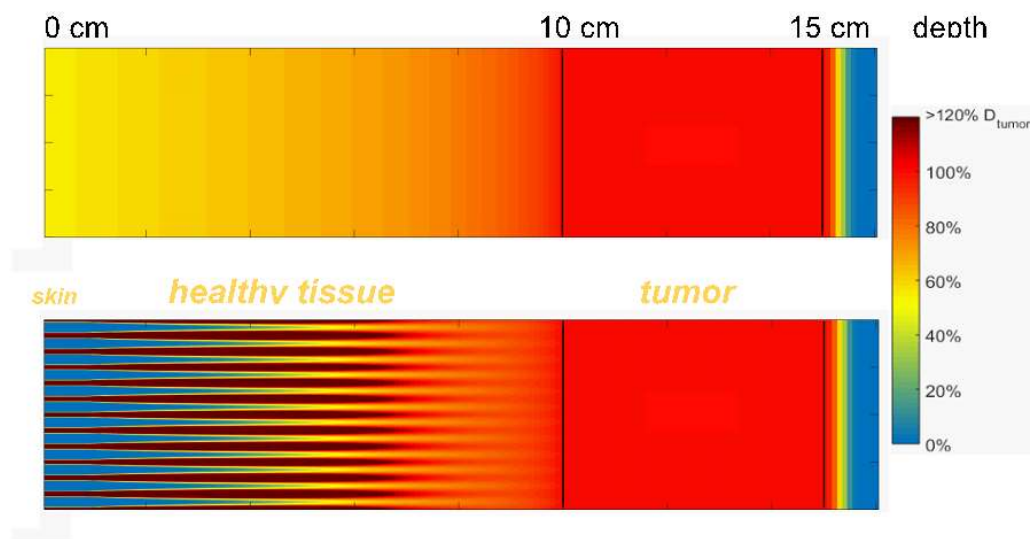 0 cm 10 cm 15 cm depth
>120% D_tumor
100%
80%
60%
40%
20%
0%
skin healthy tissue tumor